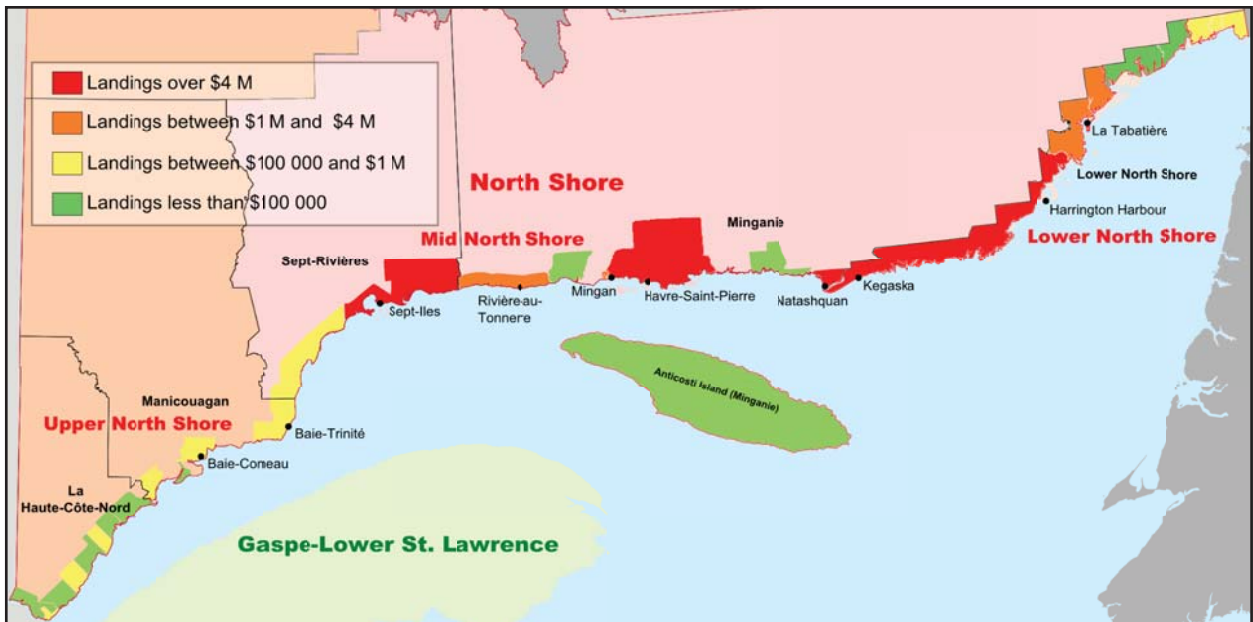 Landings over $4 M
Landings between $1 M and $4 M
Landings between $100 000 and $1 M
Landings less than $100 000
North Shore
La Tabatière
Lower North Shore
Harrington Harbour
Lower North Shore
Mid North Shore
Minganie
Sept-Rivières
Sept-Iles
Rivière-au-
Tonnerre
Mingan
Havre-Saint-Pierre
Natashquan
Kegaska
Anticosti Island (Minganie)
Manicouagan
Upper North Shore
Baie-Trinité
Baie-Comeau
La
Haute-Côte-Nord
Gaspe-Lower St. Lawrence